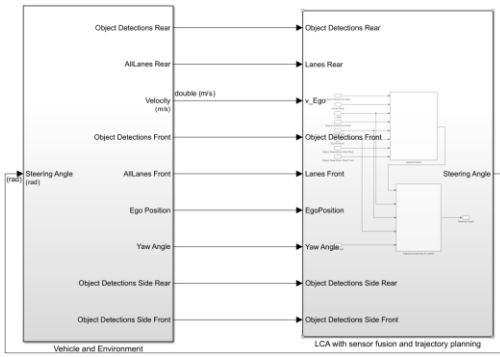 Object Detections Rear
AllLanes Rear
Velocity
(m/s)
Object Detections Front
(rad)
Steering Angle
(rad)
AllLanes Front
Ego Position
Yaw Angle
Object Detections Side Rear
Object Detections Side Front
Vehicle and Environment
double (m/s)
Object Detections Rear
Lanes Rear
v_Ego
Object Detections Front
Lanes Front
Steering Angle
EgoPosition
Yaw Angle
Object Detections Side Rear
Object Detections Side Front
LCA with sensor fusion and trajectory planning